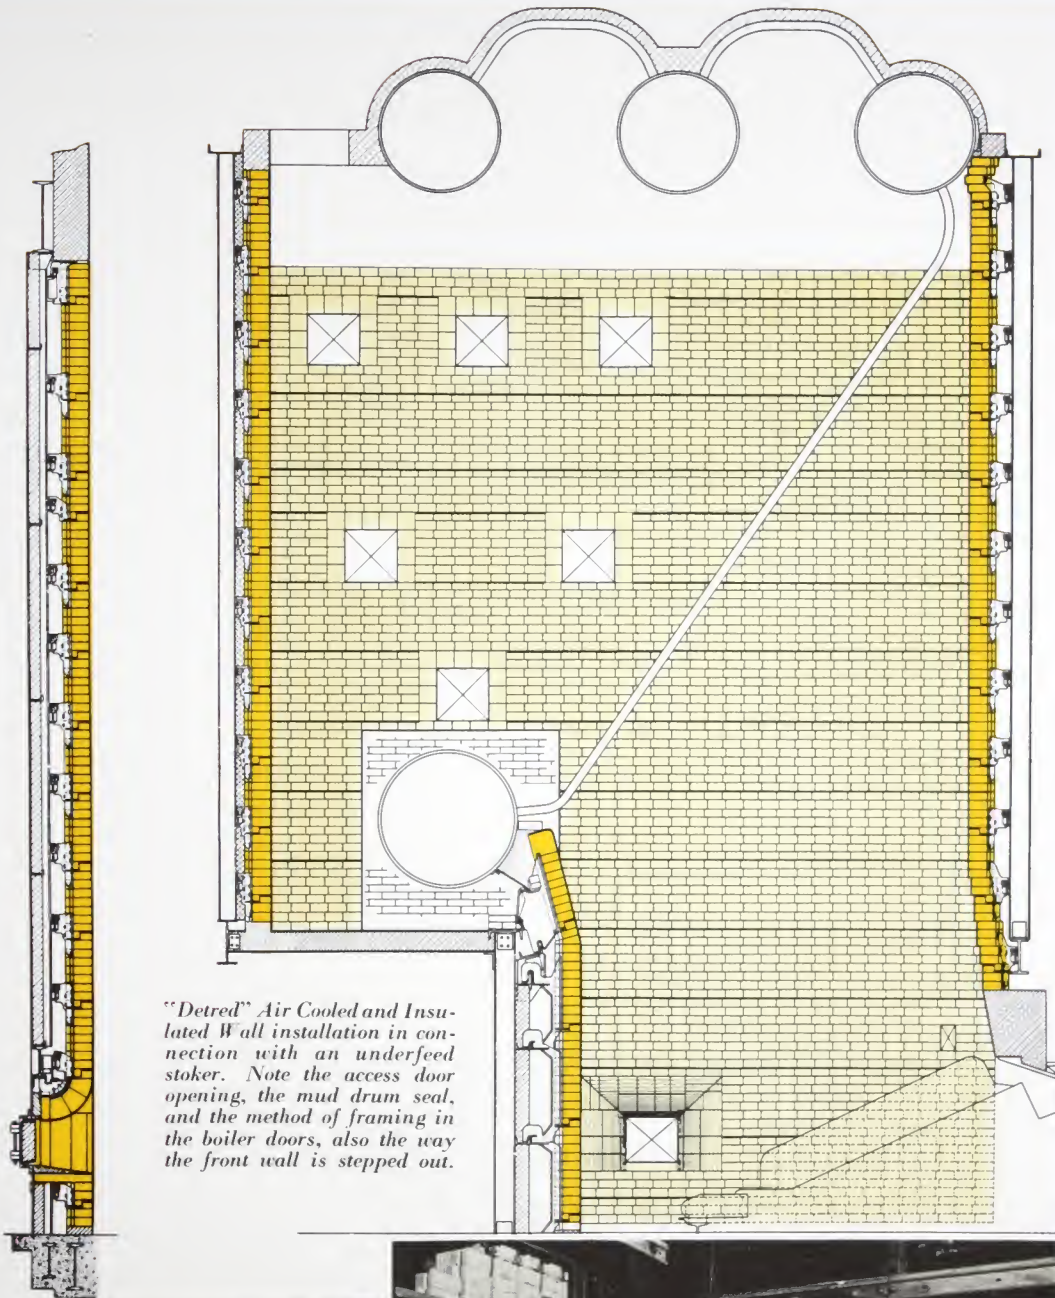 "Detred" Air Cooled and Insu-
lated Wall installation in con-
nection with an underfeed
stoker. Note the access door
opening, the mud drum seal,
and the method of framing in
the boiler doors, also the way
the front wall is stepped out.